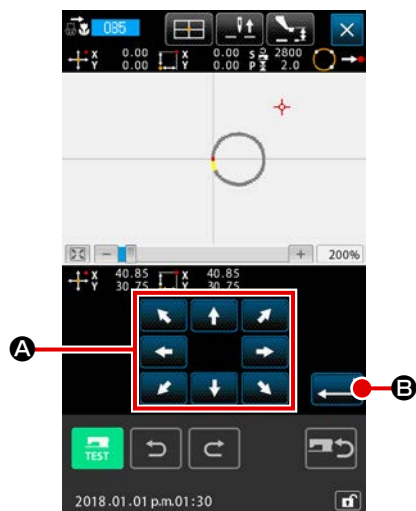 085
X 0.00 X 0.00 S 2800
Y 0.00 Y 0.00 P 2.0
200%
X 40.85 X 40.85
Y 30.75 Y 30.75
A
B
TEST
2018.01.01 p.m.01:30